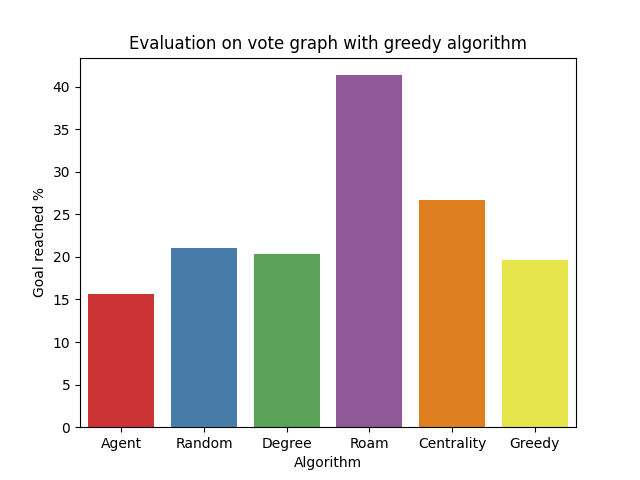 Evaluation on vote graph with greedy algorithm
Goal reached %
40
35
30
25
20
15
10
5
0
Agent Random Degree Roam Centrality Greedy
Algorithm